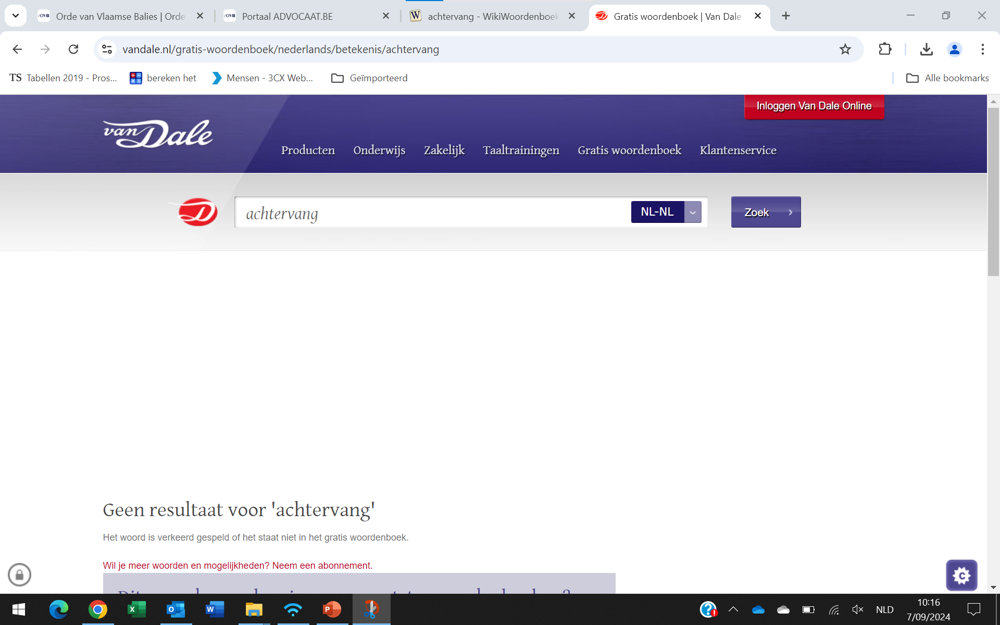 Orde van Vlaamse Balies | Orde
Portaal ADVOCAAT.BE
achtervang - WikiWoordenboek
Gratis woordenboek | Van Dale
vandale.nl/gratis-woordenboek/nederlands/betekenis/achtervang
TS Tabellen 2019 - Pros...
bereken het
Mensen - 3CX Web...
Geïmporteerd
Alle bookmarks
Inloggen Van Dale Online
van Dale
Producten
Onderwijs
Zakelijk
Taaltrainingen
Gratis woordenboek
Klantenservice
achtervang
NL-NL
Zoek
Geen resultaat voor 'achtervang'
Het woord is verkeerd gespeld of het staat niet in het gratis woordenboek.
Wil je meer woorden en mogelijkheden? Neem een abonnement.
NLD
10:16
7/09/2024